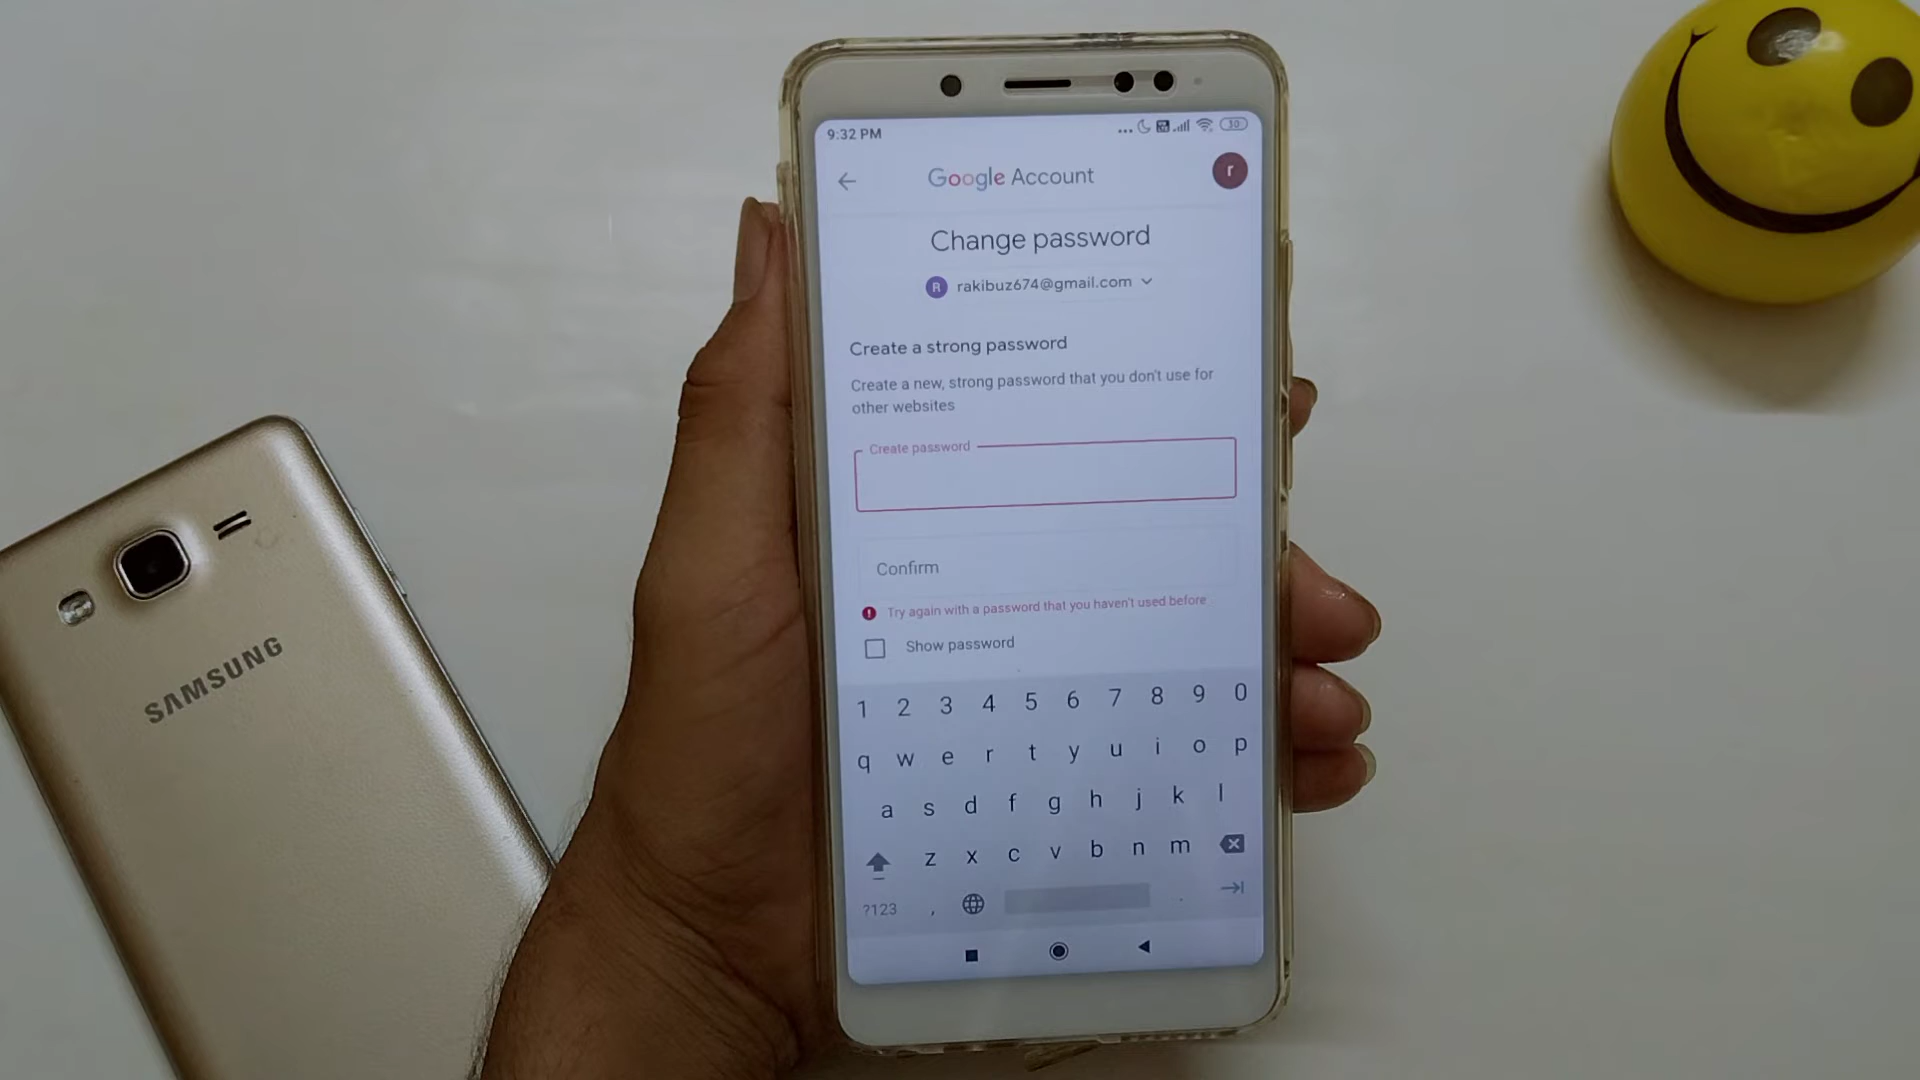 9:32 PM
10
Google Account
r
Change password
R rakibuz674@gmail.com
Create a strong password
Create a new, strong password that you don't use for
other websites
Create password
Confirm
! Try again with a password that you haven't used before
Show password
1 2 3 4 5 6 7 8 9 0
q w e r t y u i o p
a s d f g h j k l
z x c v b n m
?123 , .
SAMSUNG